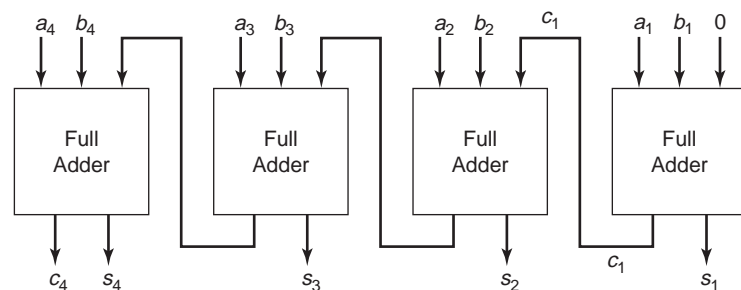 a₄ b₄ a₃ b₃ a₂ b₂ c₁ a₁ b₁ 0
Full Adder
Full Adder
Full Adder
Full Adder
c₄ s₄ s₃ s₂ c₁ s₁